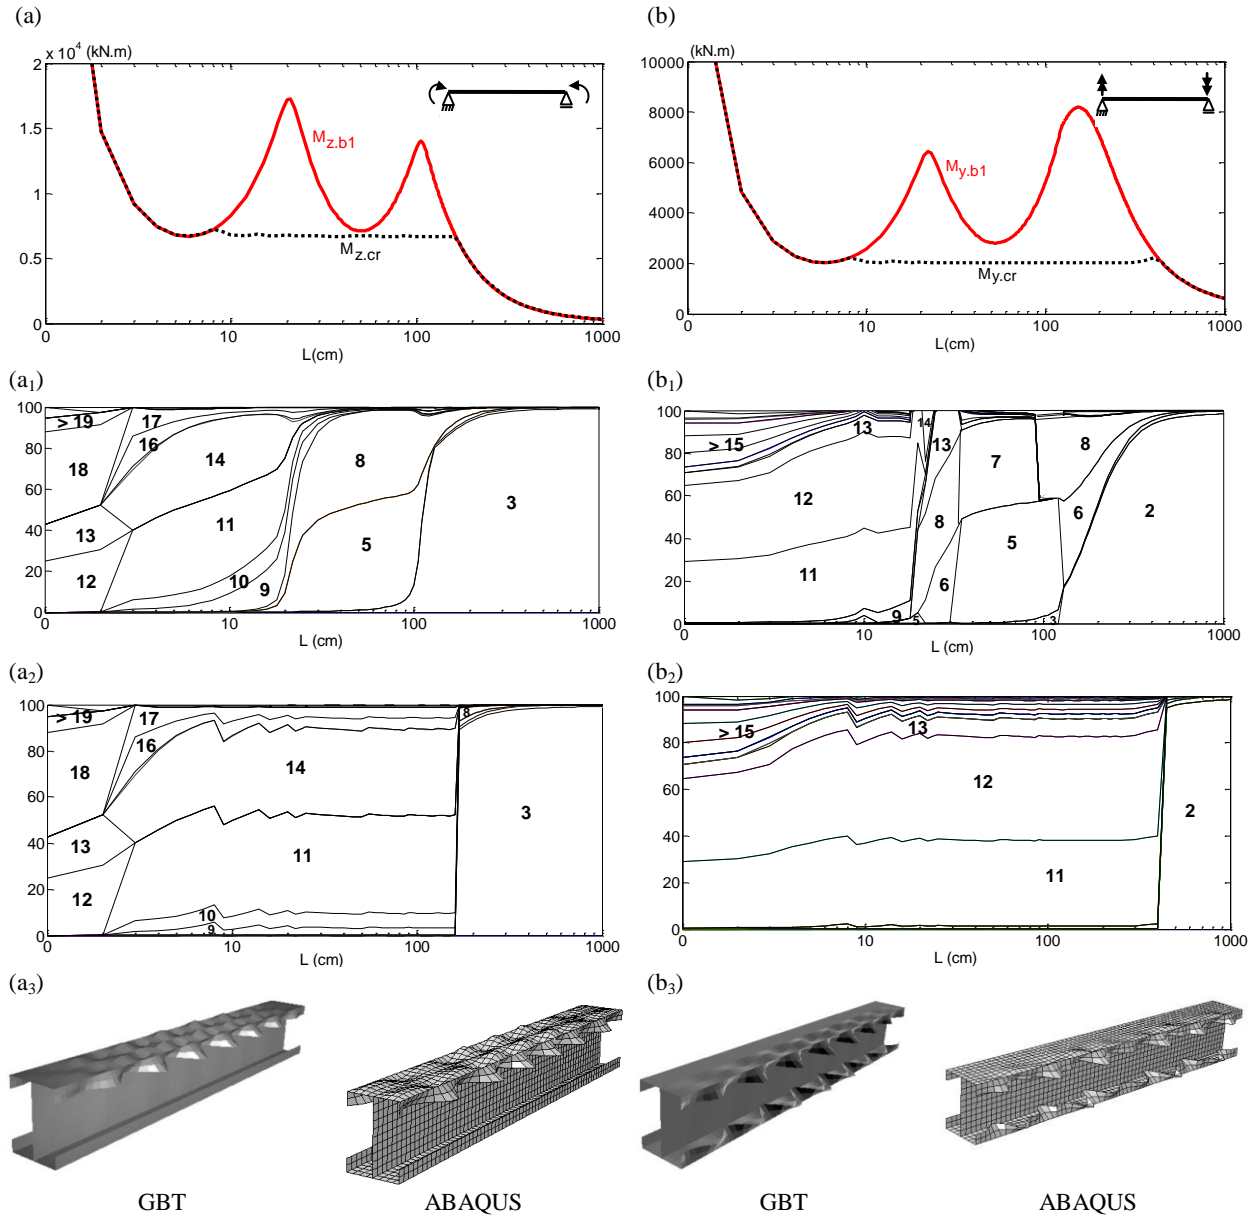 (a)
x 10⁴ (kN.m)
2
1.5
1
0.5
0
M_z.b1
M_z.cr
0 10 100 1000
L(cm)
(b)
(kN.m)
10000
8000
6000
4000
2000
0
M_y.b1
M_y.cr
0 10 100 1000
L(cm)
(a₁)
100
80
60
40
20
0
> 19
17
16
18
14
13
11
12
10
9
8
5
3
0 10 100 1000
L (cm)
(b₁)
100
80
60
40
20
0
> 15
13
14
13
12
11
9
5
8
6
7
5
3
8
6
2
0 10 100 1000
L (cm)
(a₂)
100
80
60
40
20
0
> 19
17
16
18
14
13
11
12
10
9
8
3
0 10 100 1000
L (cm)
(b₂)
100
80
60
40
20
0
> 15
13
12
11
2
0 10 100 1000
L (cm)
(a₃)
GBT
ABAQUS
(b₃)
GBT
ABAQUS